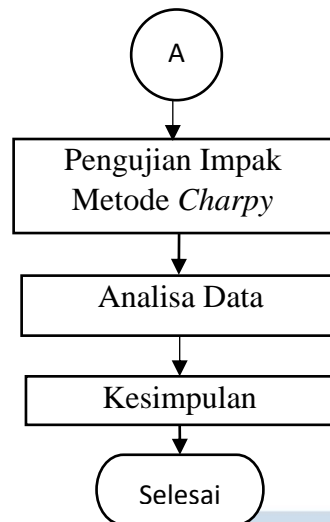 A
Pengujian Impak
Metode Charpy
Analisa Data
Kesimpulan
Selesai